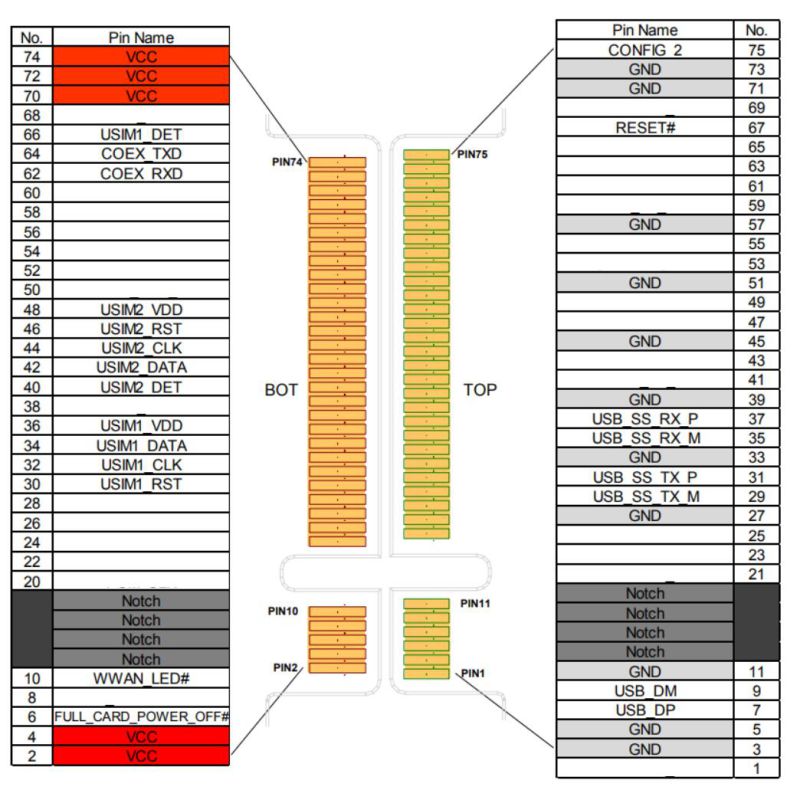 No. Pin Name
74 VCC
72 VCC
70 VCC
68
66 USIM1_DET
64 COEX_TXD
62 COEX_RXD
60
58
56
54
52
50
48 USIM2_VDD
46 USIM2_RST
44 USIM2_CLK
42 USIM2_DATA
40 USIM2_DET
38
36 USIM1_VDD
34 USIM1_DATA
32 USIM1_CLK
30 USIM1_RST
28
26
24
22
20
Notch
Notch
Notch
Notch
10 WWAN_LED#
8
6 FULL_CARD_POWER_OFF#
4 VCC
2 VCC
PIN74
PIN75
BOT
TOP
PIN10
PIN11
PIN2
PIN1
Pin Name No.
CONFIG_2 75
GND 73
GND 71
69
RESET# 67
65
63
61
59
GND 57
55
53
GND 51
49
47
GND 45
43
41
GND 39
USB_SS_RX_P 37
USB_SS_RX_M 35
GND 33
USB_SS_TX_P 31
USB_SS_TX_M 29
GND 27
25
23
21
Notch
Notch
Notch
Notch
GND 11
USB_DM 9
USB_DP 7
GND 5
GND 3
1